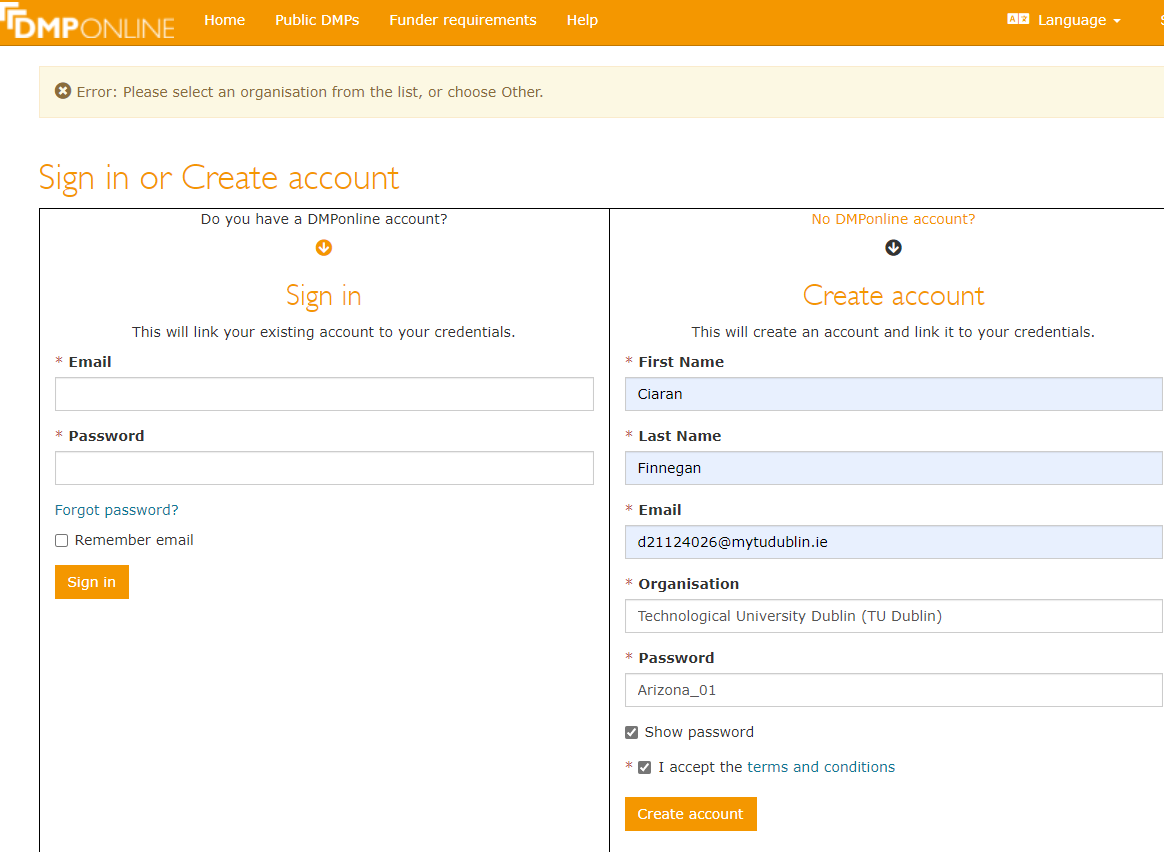 DMPONLINE Home Public DMPs Funder requirements Help Language
Error: Please select an organisation from the list, or choose Other.
Sign in or Create account
Do you have a DMPonline account?
Sign in
This will link your existing account to your credentials.
* Email
* Password
Forgot password?
Remember email
Sign in
No DMPonline account?
Create account
This will create an account and link it to your credentials.
* First Name
Ciaran
* Last Name
Finnegan
* Email
d21124026@mytudublin.ie
* Organisation
Technological University Dublin (TU Dublin)
* Password
Arizona_01
Show password
* I accept the terms and conditions
Create account